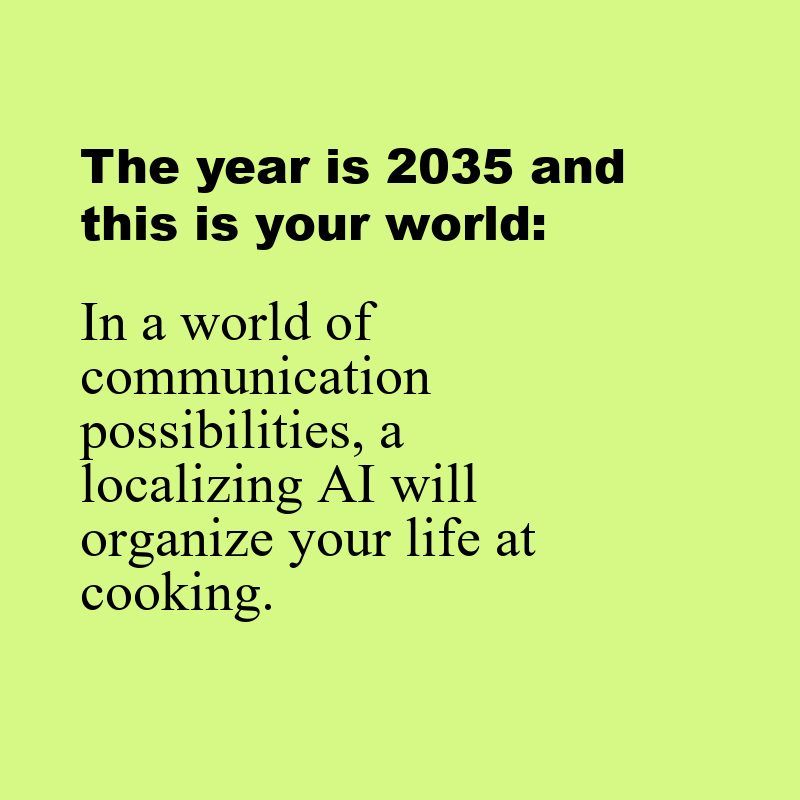 The year is 2035 and
this is your world:
In a world of
communication
possibilities, a
localizing AI will
organize your life at
cooking.